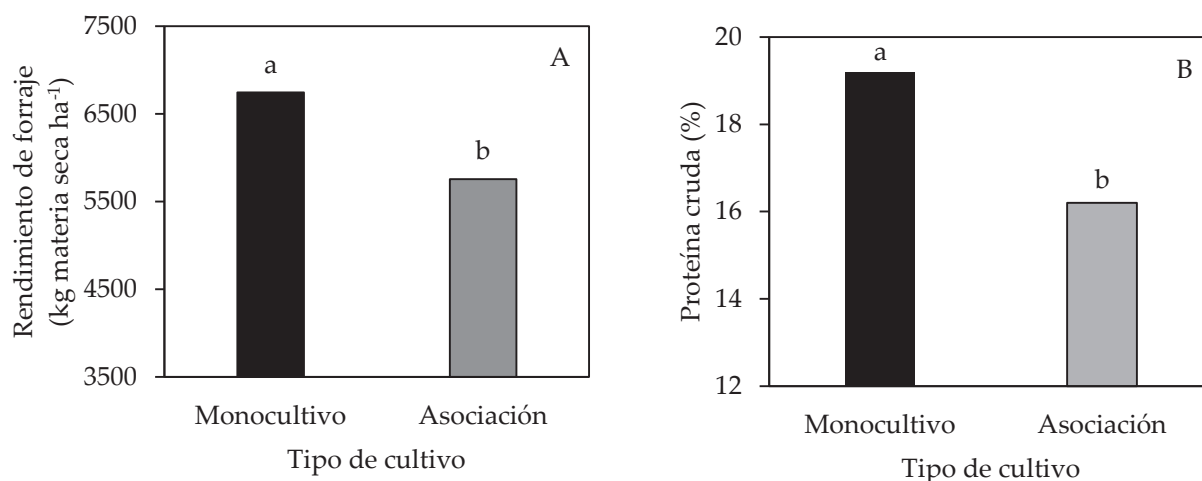 Rendimiento de forraje
(kg materia seca ha⁻¹)
7500
6500
5500
4500
3500
A
a
b
Monocultivo
Asociación
Tipo de cultivo
Proteína cruda (%)
20
18
16
14
12
B
a
b
Monocultivo
Asociación
Tipo de cultivo